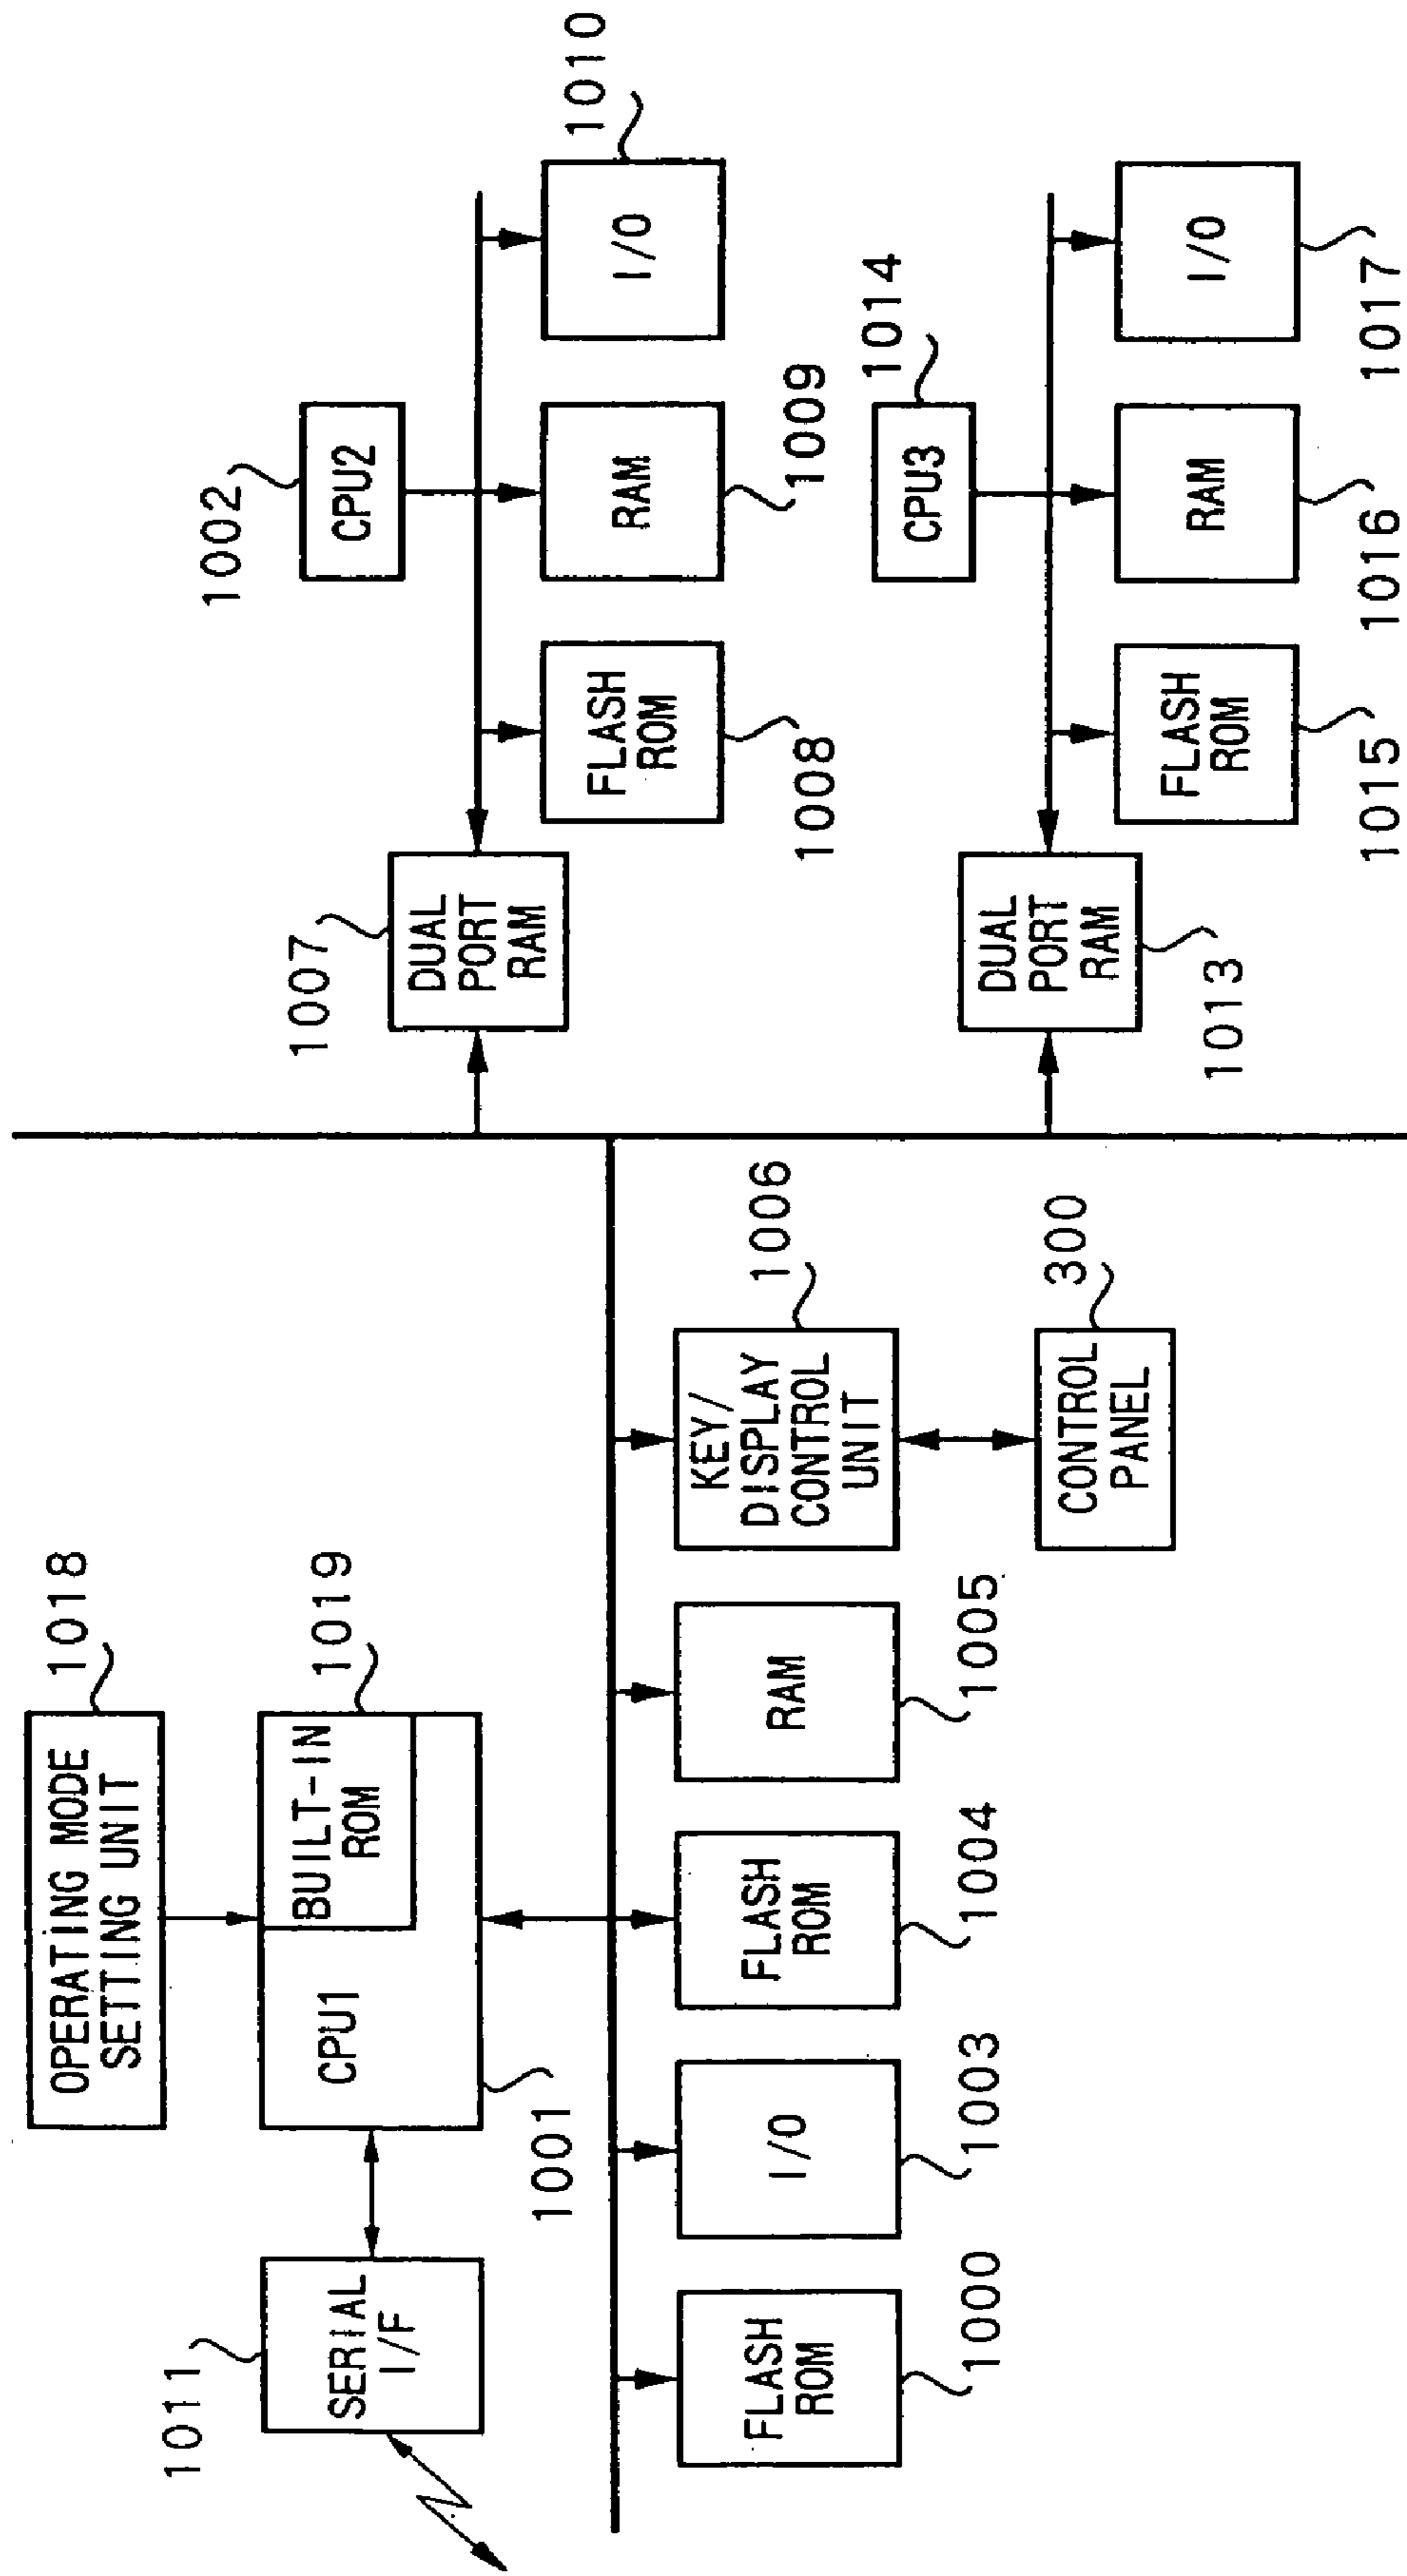 1018
OPERATING MODE
SETTING UNIT
1011
SERIAL
I/F
CPU1
BUILT-IN
ROM
1019
1001
FLASH
ROM
1000
I/O
1003
FLASH
ROM
1004
RAM
1005
KEY/
DISPLAY
CONTROL
UNIT
1006
CONTROL
PANEL
300
1007
DUAL
PORT
RAM
1002
CPU2
FLASH
ROM
1008
RAM
1009
I/O
1010
DUAL
PORT
RAM
1013
CPU3
1014
FLASH
ROM
1015
RAM
1016
I/O
1017